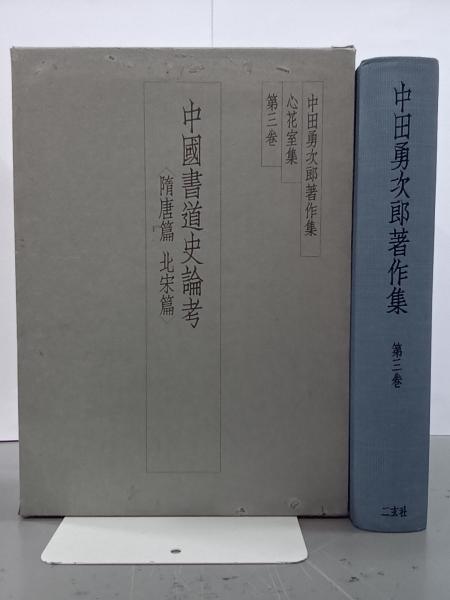 中田勇次郎著作集
心花室集
第三巻
中國書道史論考
〈隋唐篇 北宋篇〉
中田勇次郎著作集
第三巻
二玄社